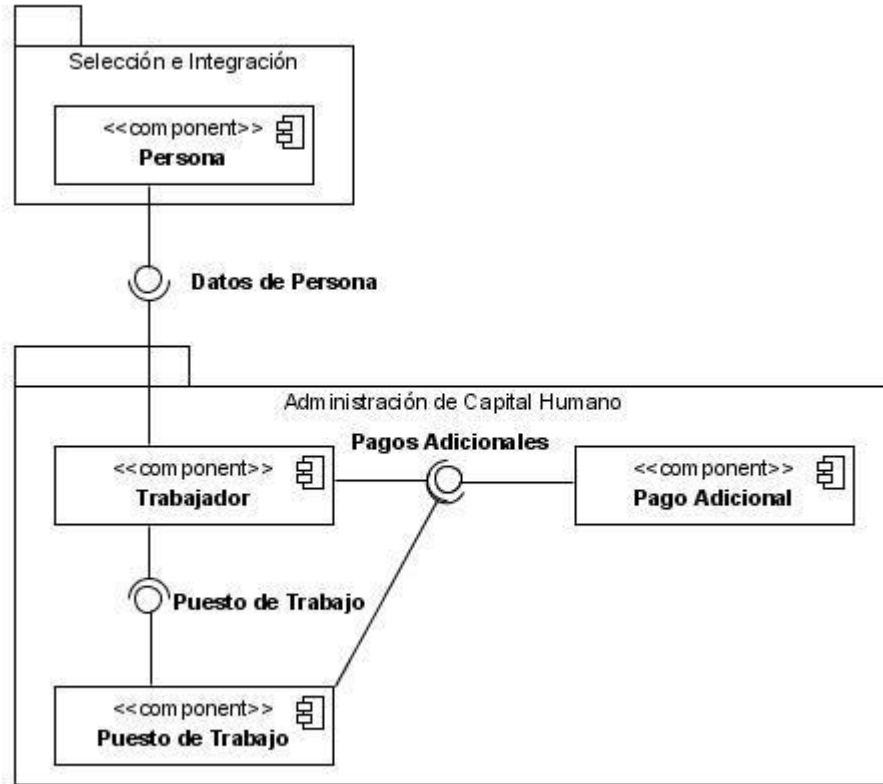 Selección e Integración
<<component>>
Persona
Datos de Persona
Administración de Capital Humano
Pagos Adicionales
<<component>>
Trabajador
<<component>>
Pago Adicional
Puesto de Trabajo
<<component>>
Puesto de Trabajo